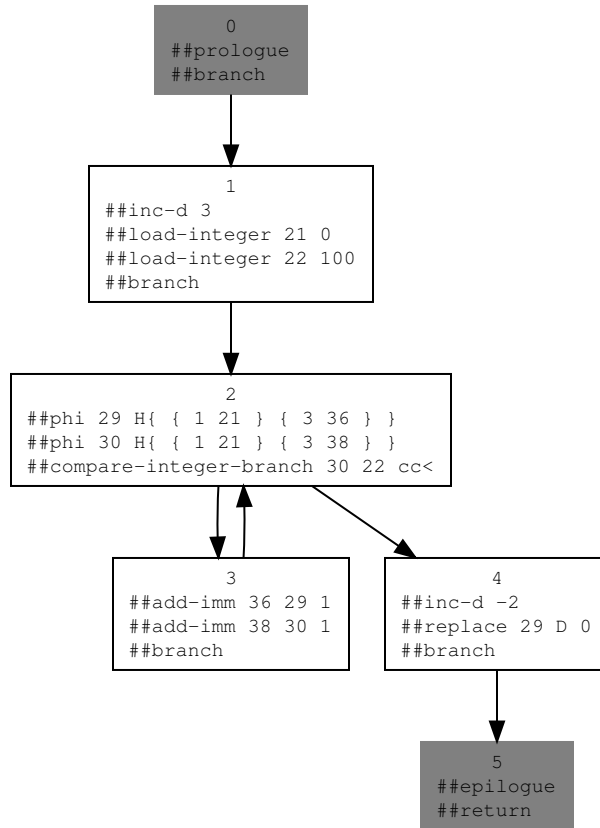 0
##prologue
##branch
1
##inc-d 3
##load-integer 21 0
##load-integer 22 100
##branch
2
##phi 29 H{ { 1 21 } { 3 36 } }
##phi 30 H{ { 1 21 } { 3 38 } }
##compare-integer-branch 30 22 cc<
3
##add-imm 36 29 1
##add-imm 38 30 1
##branch
4
##inc-d -2
##replace 29 D 0
##branch
5
##epilogue
##return